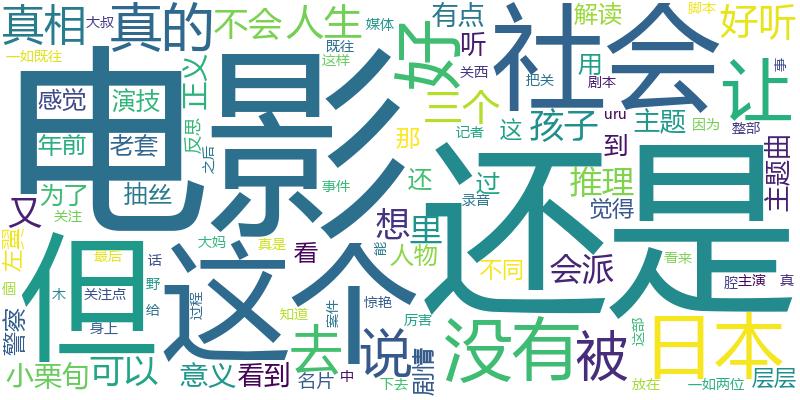 真相
大叔
真的
不会
人生
媒体
有点
解读
脚本
好听
一如既往
电影
既往
这样
好
听
关西
社会
把关
用
剧本
让
事
正义
感觉
演技
三个
uru
因为
反思
年前
老套
之后
那
记者
这
孩子
到
主题
整部
主题曲
为了
抽丝
事件
还
过
推理
又
关注
录音
觉得
还是
想
里
左翼
但
最后
大妈
真是
看
能
人物
不同
会派
看来
话
這个
個
木
关注点
野
给
身上
过程
知道
案件
惊艳
厉害
腔
主演
真
警察
去
说
没有
被
这部
日本
小栗旬
可以
意义
看到
名片
中
下去
剧情
放在
一如两位
层层